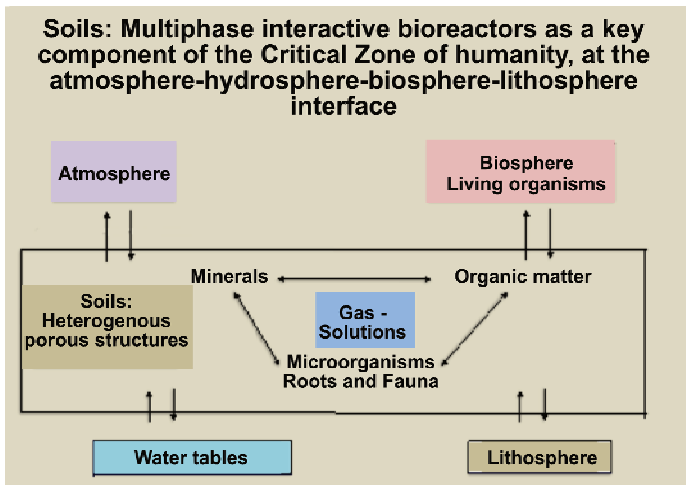 Soils: Multiphase interactive bioreactors as a key
component of the Critical Zone of humanity, at the
atmosphere-hydrosphere-biosphere-lithosphere
interface
Atmosphere
Biosphere
Living organisms
Minerals
Organic matter
Soils:
Heterogenous
porous structures
Gas -
Solutions
Microorganisms
Roots and Fauna
Water tables
Lithosphere